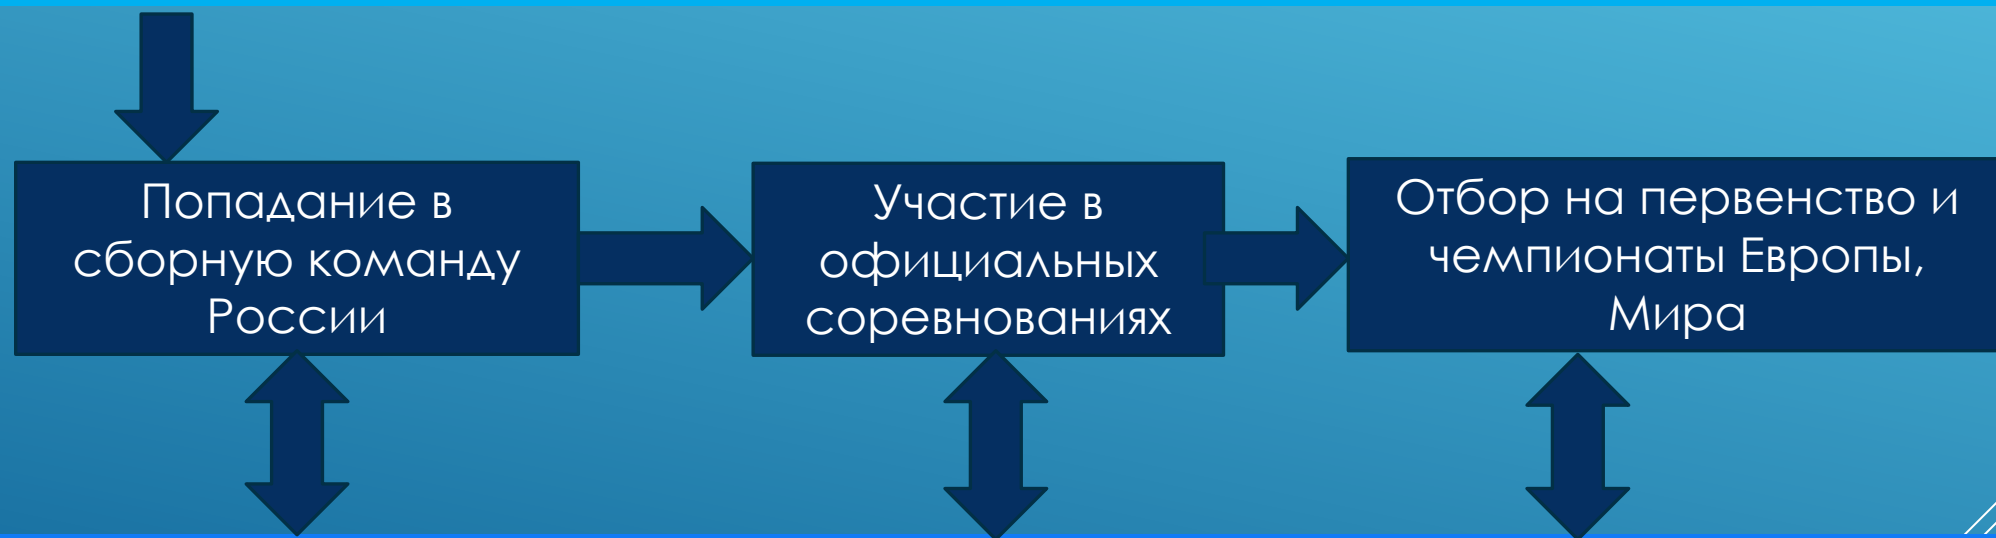 Попадание в
сборную команду
России
Участие в
официальных
соревнованиях
Отбор на первенство и
чемпионаты Европы,
Мира